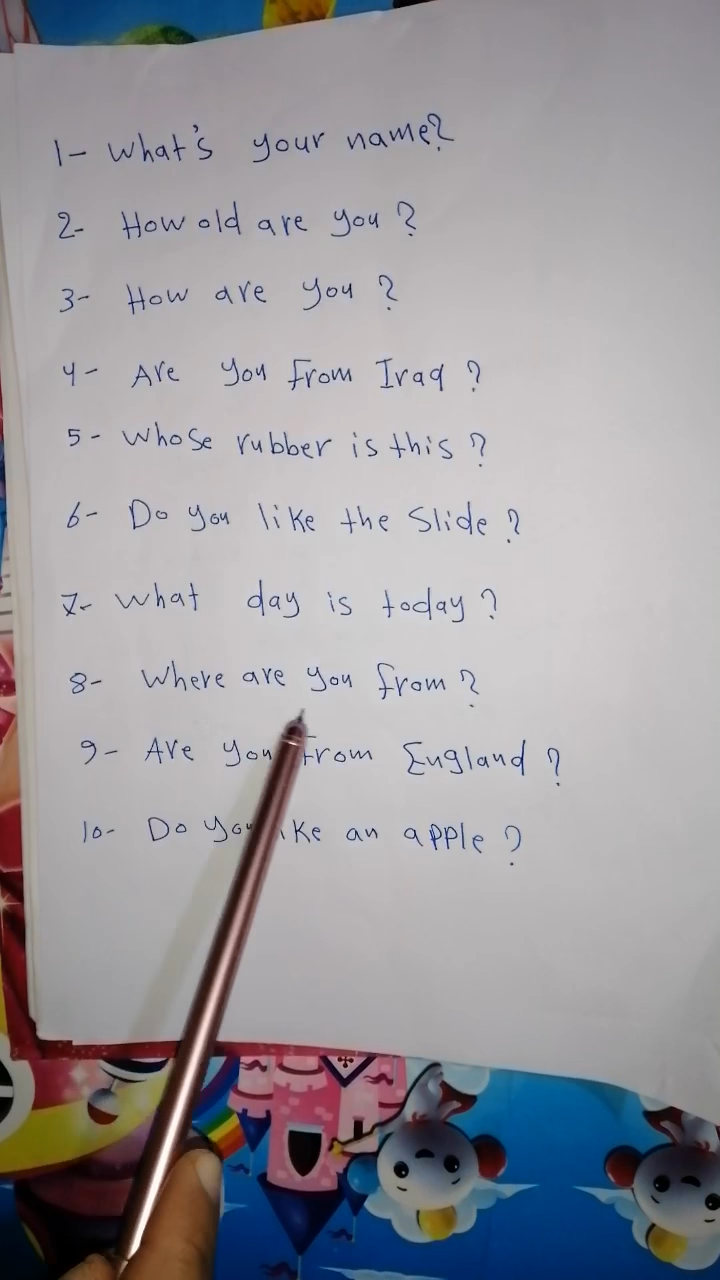 1- What's your name?
2- How old are you?
3- How are you?
4- Are you from Iraq?
5- Whose rubber is this?
6- Do you like the slide?
7- What day is today?
8- Where are you from?
9- Are you from England?
10- Do you like an apple?